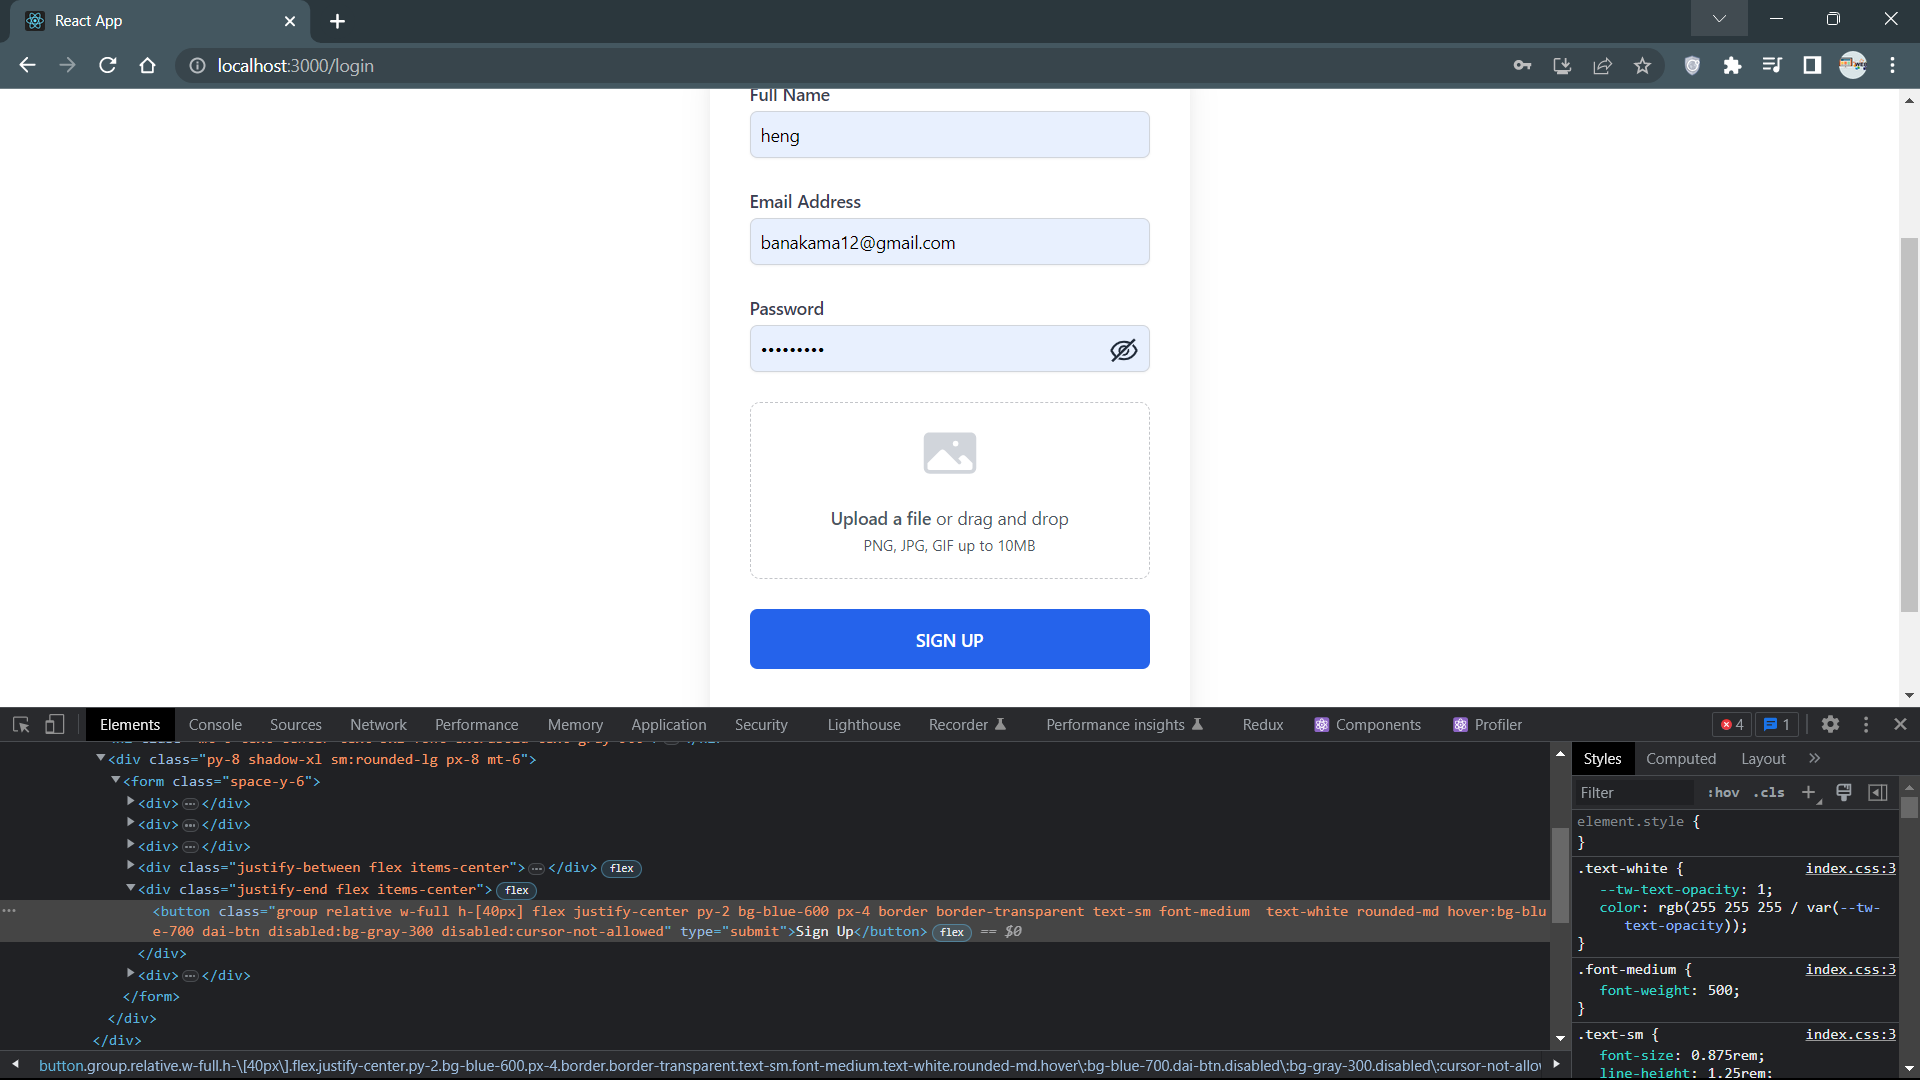 React App
localhost:3000/login
Full Name
heng
Email Address
banakama12@gmail.com
Password
•••••••••
Upload a file or drag and drop
PNG, JPG, GIF up to 10MB
SIGN UP
Elements Console Sources Network Performance Memory Application Security Lighthouse Recorder Performance insights Redux Components Profiler 4 1
<div class="py-8 shadow-xl sm:rounded-lg px-8 mt-6">
<form class="space-y-6">
<div>…</div>
<div>…</div>
<div>…</div>
<div class="justify-between flex items-center">…</div> flex
<div class="justify-end flex items-center"> flex
<button class="group relative w-full h-[40px] flex justify-center py-2 bg-blue-600 px-4 border border-transparent text-sm font-medium  text-white rounded-md hover:bg-blu
e-700 dai-btn disabled:bg-gray-300 disabled:cursor-not-allowed" type="submit">Sign Up</button> flex == $0
</div>
<div>…</div>
</form>
</div>
</div>
button.group.relative.w-full.h-\[40px\].flex.justify-center.py-2.bg-blue-600.px-4.border.border-transparent.text-sm.font-medium.text-white.rounded-md.hover\:bg-blue-700.dai-btn.disabled\:bg-gray-300.disabled\:cursor-not-allo
Styles Computed Layout
Filter :hov .cls
element.style {
}
.text-white { index.css:3
--tw-text-opacity: 1;
color: rgb(255 255 255 / var(--tw-
text-opacity));
}
.font-medium { index.css:3
font-weight: 500;
}
.text-sm { index.css:3
font-size: 0.875rem;
line-height: 1.25rem;